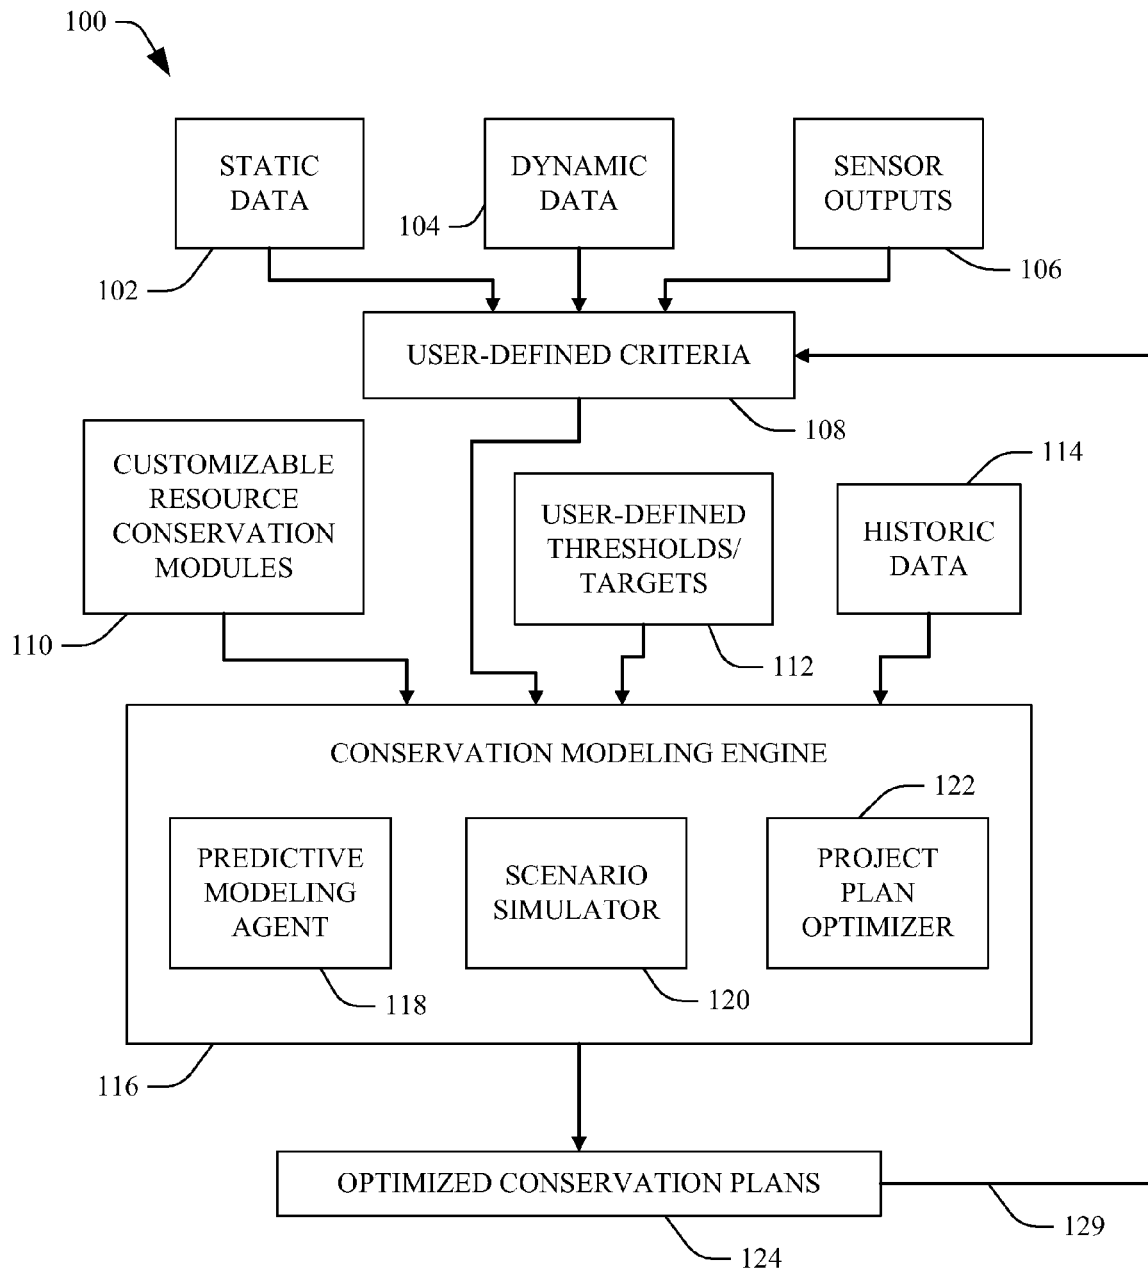 100
STATIC
DATA
DYNAMIC
DATA
SENSOR
OUTPUTS
102
104
106
USER-DEFINED CRITERIA
108
CUSTOMIZABLE
RESOURCE
CONSERVATION
MODULES
110
USER-DEFINED
THRESHOLDS/
TARGETS
112
114
HISTORIC
DATA
CONSERVATION MODELING ENGINE
PREDICTIVE
MODELING
AGENT
118
SCENARIO
SIMULATOR
120
122
PROJECT
PLAN
OPTIMIZER
116
OPTIMIZED CONSERVATION PLANS
124
129